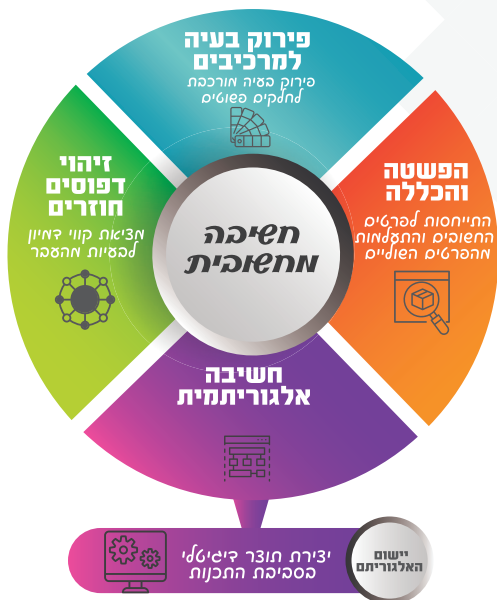 פירוק בעיה
למרכיבים
פירוק בעיה מורכבת
לחלקים פשוטים
הפשטה
והכללה
התייחסות לפרטים
החשובים והתעלמות
מהפרטים השוליים
זיהוי
דפוסים
חוזרים
מציאת קווי דמיון
לבעיות מהעבר
חשיבה
מחשובית
חשיבה
אלגוריתמית
יישום
האלגוריתם
יצירת תוצר דיגיטלי
בסביבת התכנות